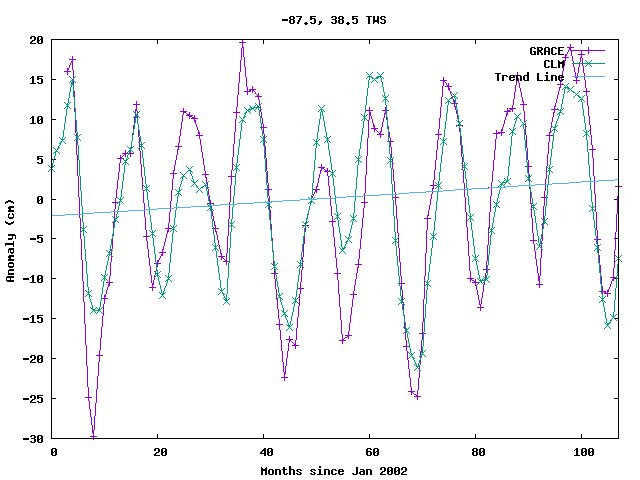 -87.5, 38.5 TWS
GRACE
CLM
Trend Line
20
15
10
5
0
-5
-10
-15
-20
-25
-30
Anomaly (cm)
0 20 40 60 80 100
Months since Jan 2002